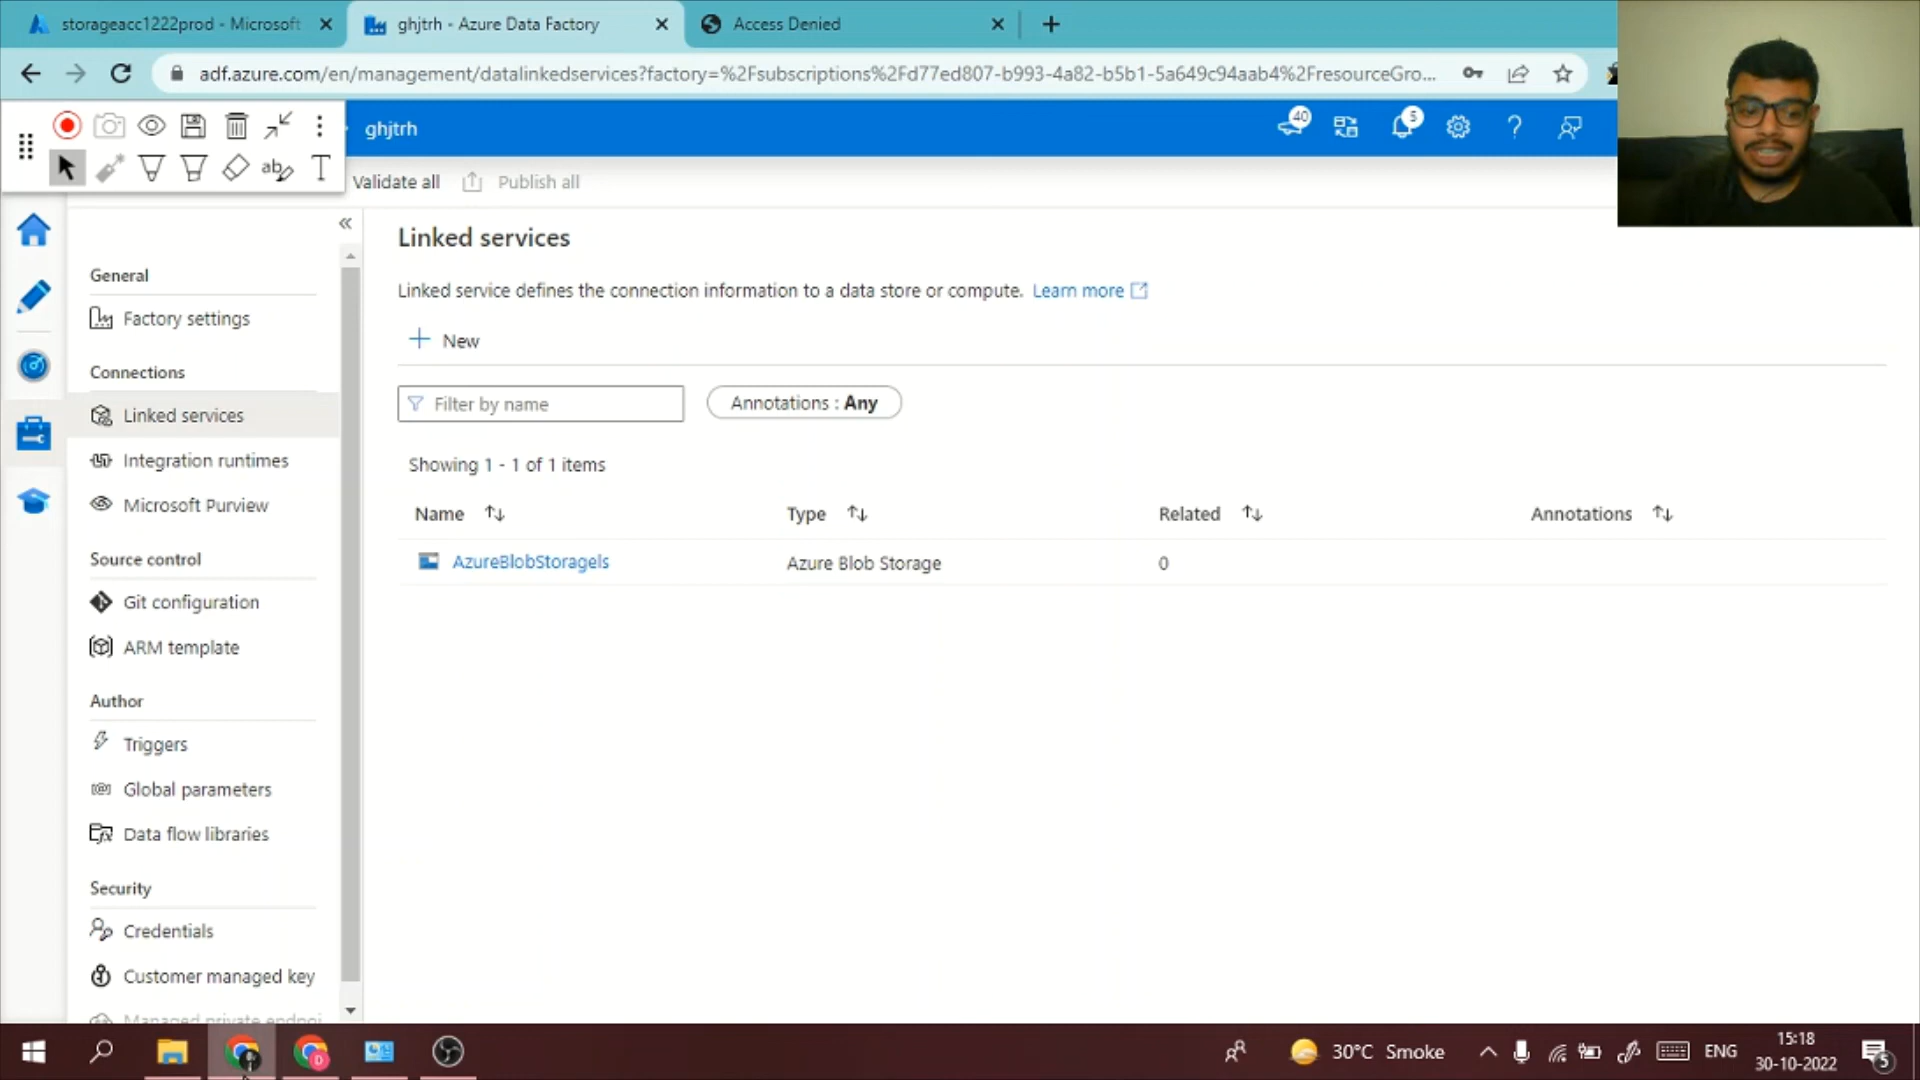 storageacc1222prod - Microsoft
ghjtrh - Azure Data Factory
Access Denied
adf.azure.com/en/management/datalinkedservices?factory=%2Fsubscriptions%2Fd77ed807-b993-4a82-b5b1-5a649c94aab4%2FresourceGro...
ghjtrh
40
5
Validate all
Publish all
General
Factory settings
Connections
Linked services
Integration runtimes
Microsoft Purview
Source control
Git configuration
ARM template
Author
Triggers
Global parameters
Data flow libraries
Security
Credentials
Customer managed key
Managed private endpoi
Linked services
Linked service defines the connection information to a data store or compute. Learn more
New
Filter by name
Annotations : Any
Showing 1 - 1 of 1 items
Name Type Related Annotations
AzureBlobStoragels Azure Blob Storage 0
30°C Smoke
ENG
15:18
30-10-2022
5